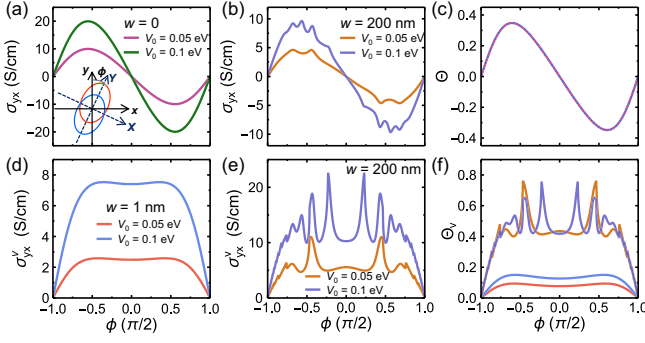 (a)
w = 0
V₀ = 0.05 eV
V₀ = 0.1 eV
σyx (S/cm)
20
10
0
−10
−20
y
ϕ
Y
x
X
(b)
w = 200 nm
V₀ = 0.05 eV
V₀ = 0.1 eV
σyx (S/cm)
10
5
0
−5
−10
(c)
Θ
0.4
0.2
0.0
−0.2
−0.4
(d)
w = 1 nm
V₀ = 0.05 eV
V₀ = 0.1 eV
σᵛyx (S/cm)
8
6
4
2
0
−1.0 −0.5 0.0 0.5 1.0
ϕ (π/2)
(e)
w = 200 nm
V₀ = 0.05 eV
V₀ = 0.1 eV
σᵛyx (S/cm)
20
10
0
−1.0 −0.5 0.0 0.5 1.0
ϕ (π/2)
(f)
Θᵥ
0.8
0.6
0.4
0.2
0.0
−1.0 −0.5 0.0 0.5 1.0
ϕ (π/2)